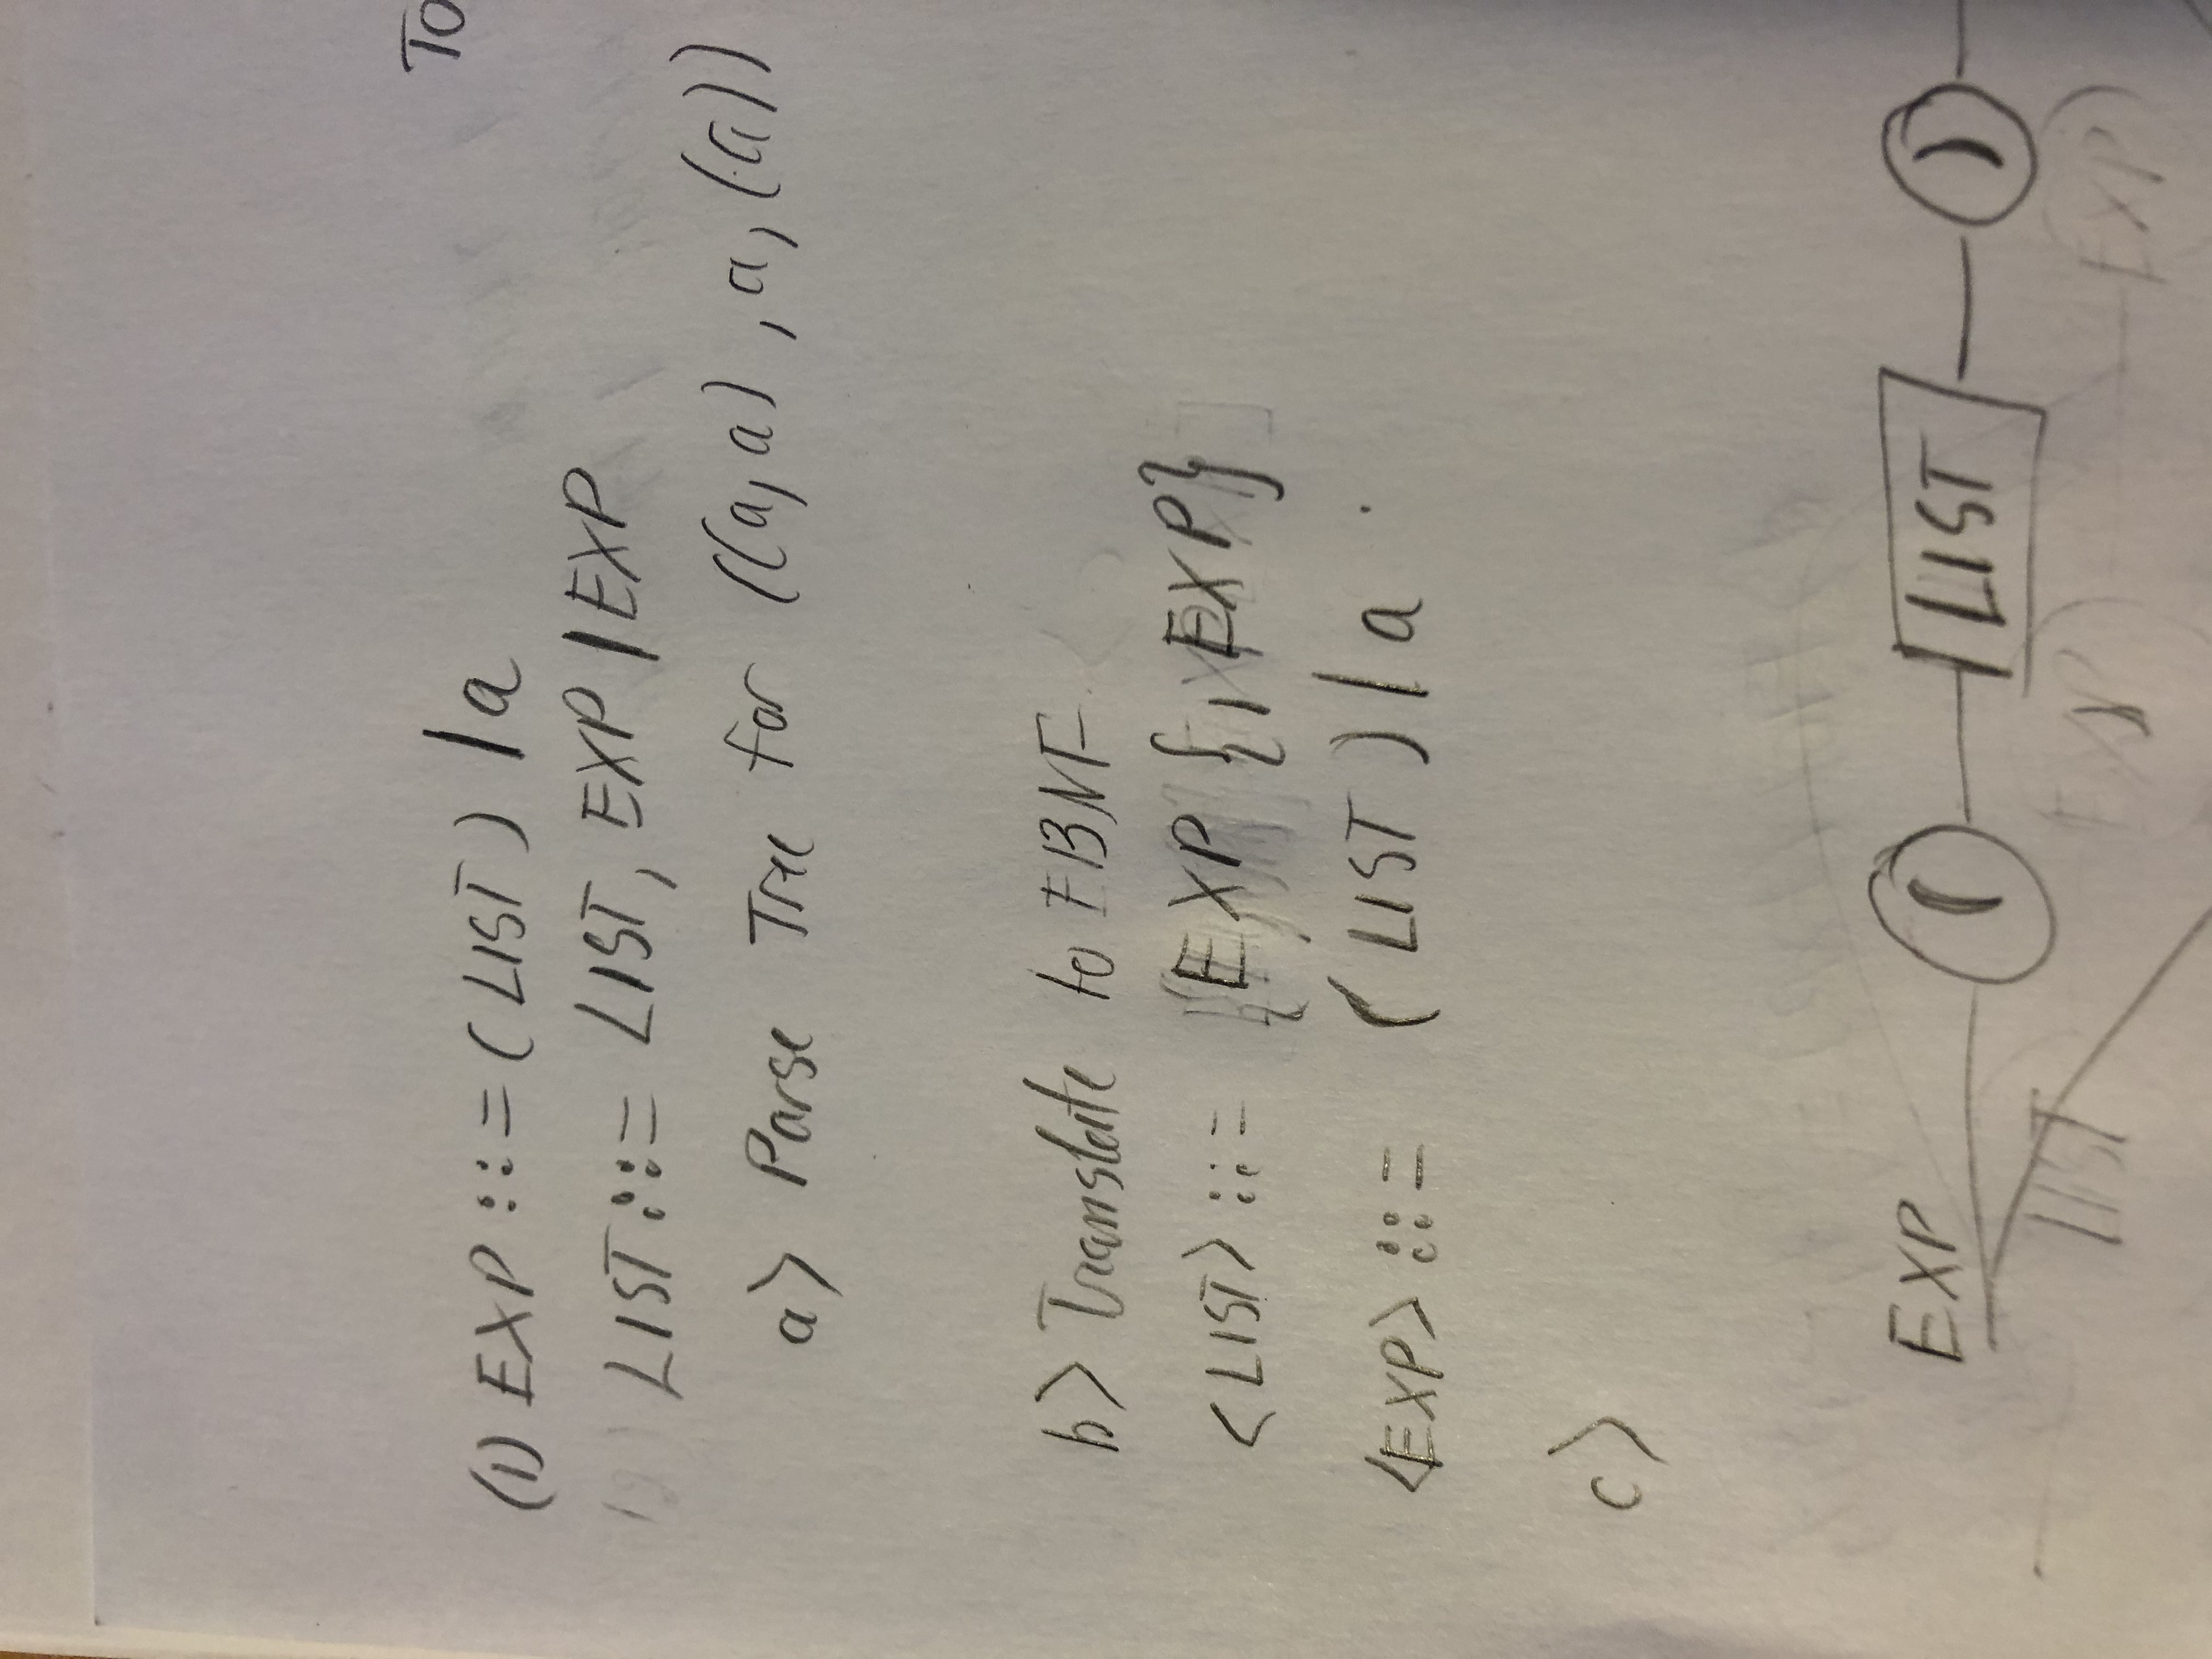 TO
(1) EXP ::= (LIST) | a
LIST ::= LIST, EXP | EXP
a> Parse Tree for ((a,a), a, (a))
b> Translate to EBNF
<LIST> ::= EXP {, EXP}
<EXP> ::= (LIST) | a
c>
EXP ( LIST )
LIST EXP EXP